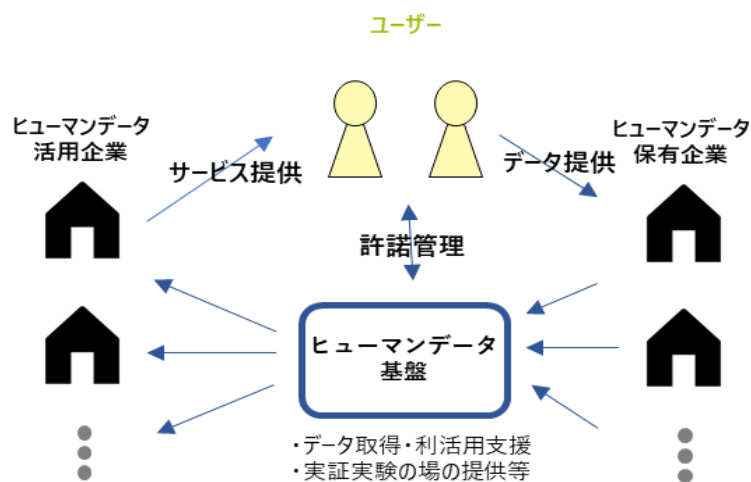 ユーザー
ヒューマンデータ
活用企業
サービス提供
データ提供
ヒューマンデータ
保有企業
許諾管理
ヒューマンデータ
基盤
・データ取得・利活用支援
・実証実験の場の提供等